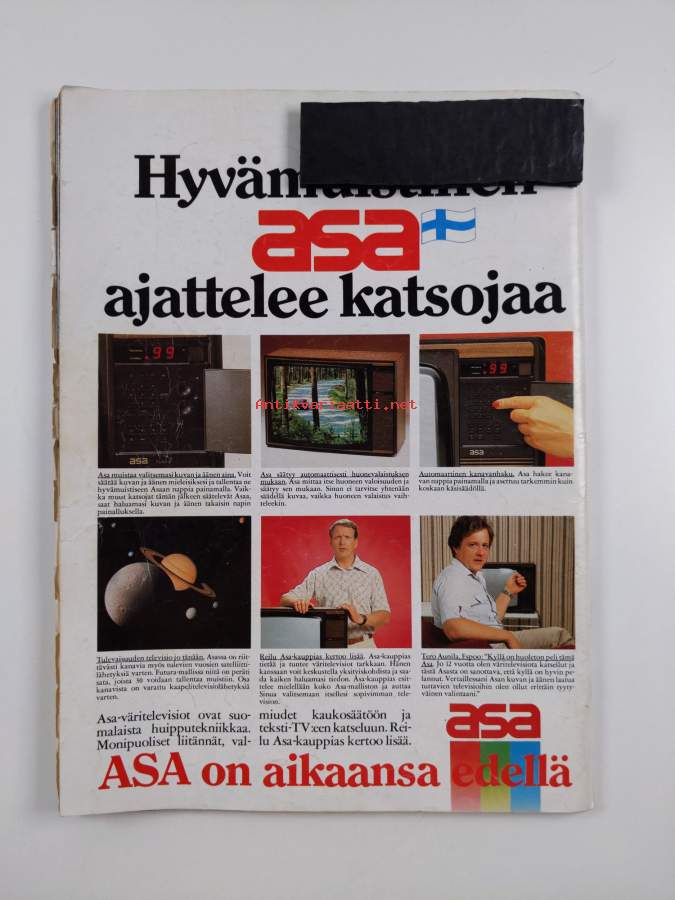 Hyvämuistinen
asa
ajattelee katsojaa
.99
asa
.99
asa
Antikvariaatti.net
Asa muistaa valitsemasi kuvan ja äänen aina. Voit
säätää kuvan ja äänen mieleisiksesi ja tallentaa ne
hyvämuistiseen Asaan nappia painamalla. Vaik-
ka muut katsojat tämän jälkeen säätelevät Asaa,
saat haluamasi kuvan ja äänen takaisin napin
painalluksella.
Asa säätyy automaattisesti huonevalaistuksen
mukaan. Asa mittaa itse huoneen valoisuuden ja
säätyy sen mukaan. Sinun ei tarvitse yhtenään
säädellä kuvaa, vaikka huoneen valaistus vaih-
teleekin.
Automaattinen kanavanhaku. Asa hakee kana-
van nappia painamalla ja asettuu tarkemmin kuin
koskaan käsisäädöllä.
Tulevaisuuden televisio jo tänään. Asassa on riit-
tävästi kanavia myös tulevien vuosien satelliitti-
lähetyksiä varten. Futura-mallissa niitä on peräti
sata, joista 30 voidaan tallentaa muistiin. Osa
kanavista on varattu kaapelitelevisiolähetyksiä
varten.
Reilu Asa-kauppias kertoo lisää. Asa-kauppias
tietää ja tuntee väritelevisiot tarkkaan. Hänen
kanssaan voit keskustella yksityiskohdista ja saa-
da kaiken haluamasi tiedon. Asa-kauppias esit-
telee mielellään koko Asa-malliston ja auttaa
Sinua valitsemaan itsellesi sopivimman tele-
vision.
Tero Aunila, Espoo: "Kyllä on huoleton peli tämä
Asa. Jo 12 vuotta olen väritelevisiota katsellut ja
tästä Asasta on sanottava, että kyllä on hyvin pe-
lannut. Vertaillessani Asan kuvan ja äänen laatua
tuttavien televisioihin olen ollut erittäin tyyty-
väinen valintaani."
Asa-väritelevisiot ovat suo-
malaista huipputekniikkaa.
Monipuoliset liitännät, val-
miudet kaukosäätöön ja
teksti-TV:een katseluun. Rei-
lu Asa-kauppias kertoo lisää.
asa
ASA on aikaansa edellä